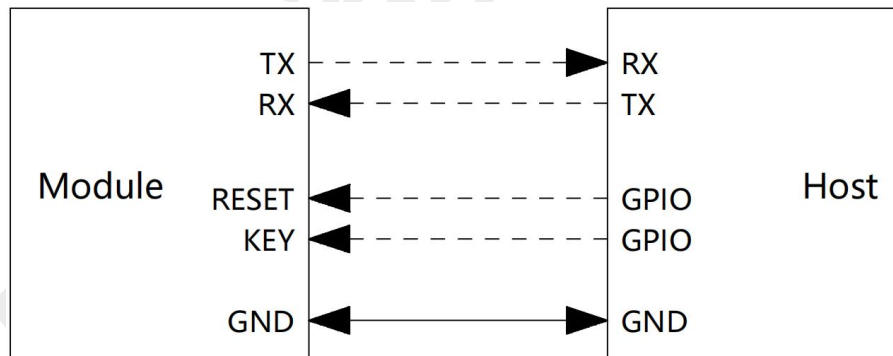 TX RX
RX TX
Module Host
RESET GPIO
KEY GPIO
GND GND